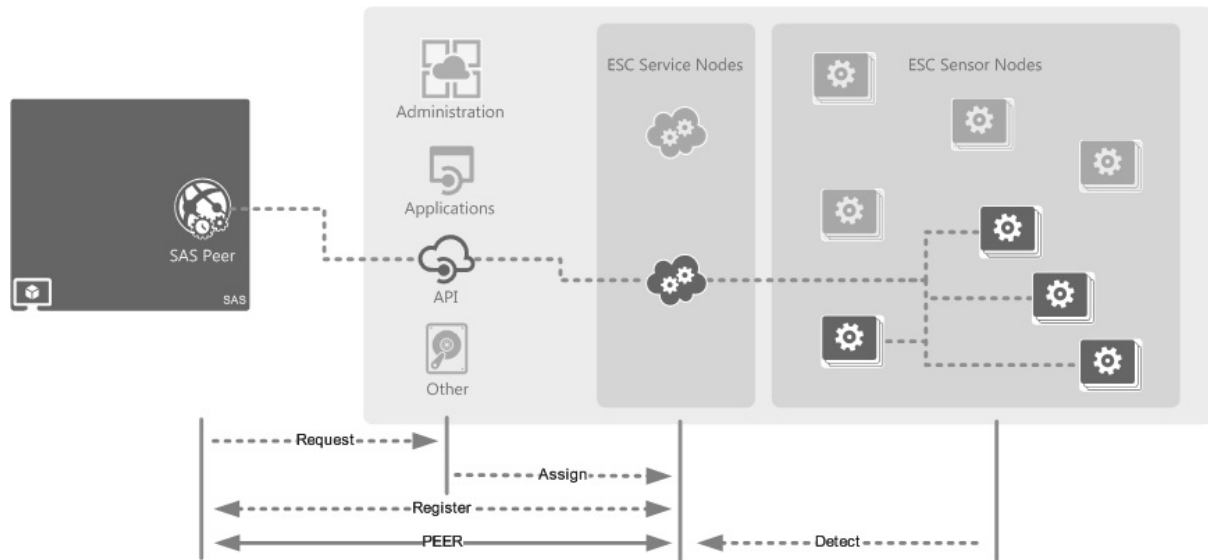 ESC Service Nodes
ESC Sensor Nodes
Administration
Applications
SAS Peer
SAS
API
Other
Request
Assign
Register
PEER
Detect